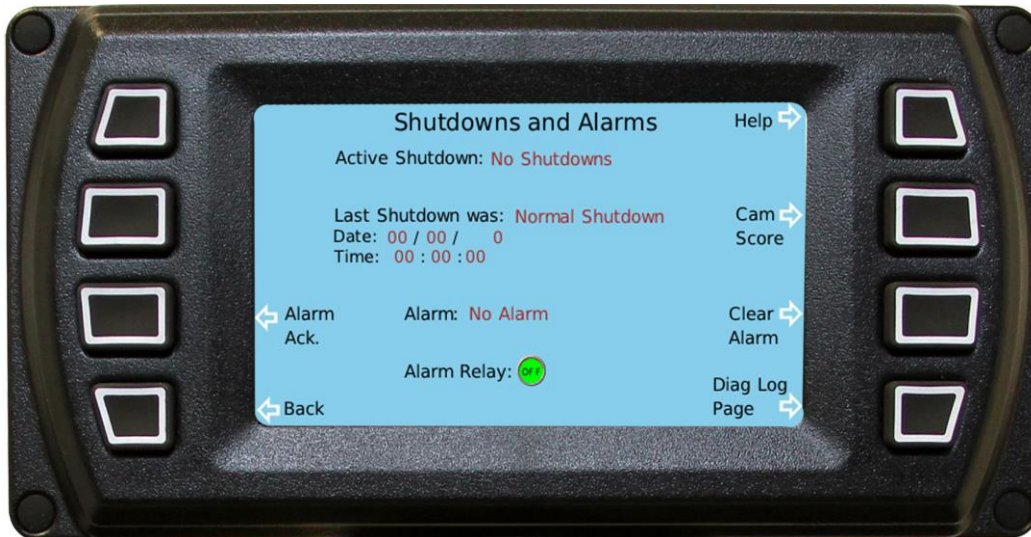 Shutdowns and Alarms
Help
Active Shutdown: No Shutdowns
Last Shutdown was: Normal Shutdown
Cam
Score
Date: 00 / 00 / 0
Time: 00 : 00 : 00
Alarm
Ack.
Alarm: No Alarm
Clear
Alarm
Alarm Relay: OFF
Back
Diag Log
Page